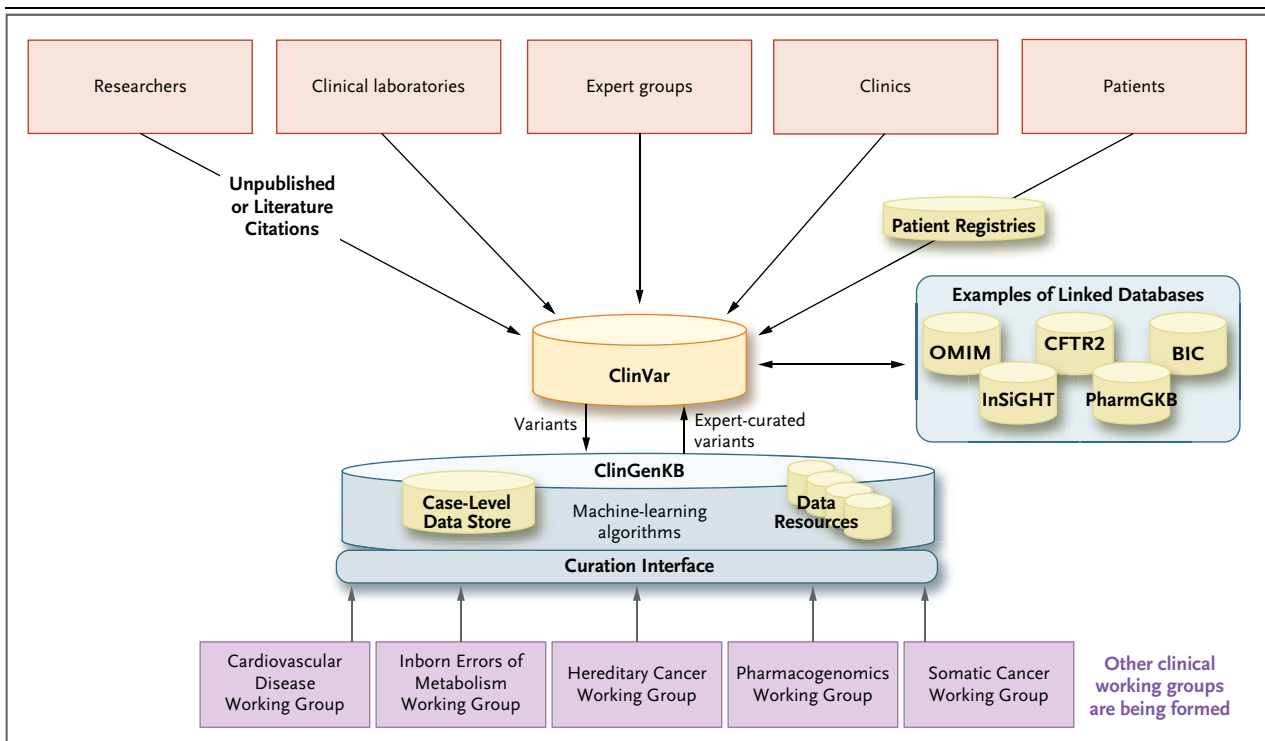 Researchers
Clinical laboratories
Expert groups
Clinics
Patients
Unpublished
or Literature
Citations
Patient Registries
Examples of Linked Databases
OMIM
CFTR2
BIC
InSiGHT
PharmGKB
ClinVar
Variants
Expert-curated
variants
ClinGenKB
Case-Level
Data Store
Machine-learning
algorithms
Data
Resources
Curation Interface
Cardiovascular
Disease
Working Group
Inborn Errors of
Metabolism
Working Group
Hereditary Cancer
Working Group
Pharmacogenomics
Working Group
Somatic Cancer
Working Group
Other clinical
working groups
are being formed